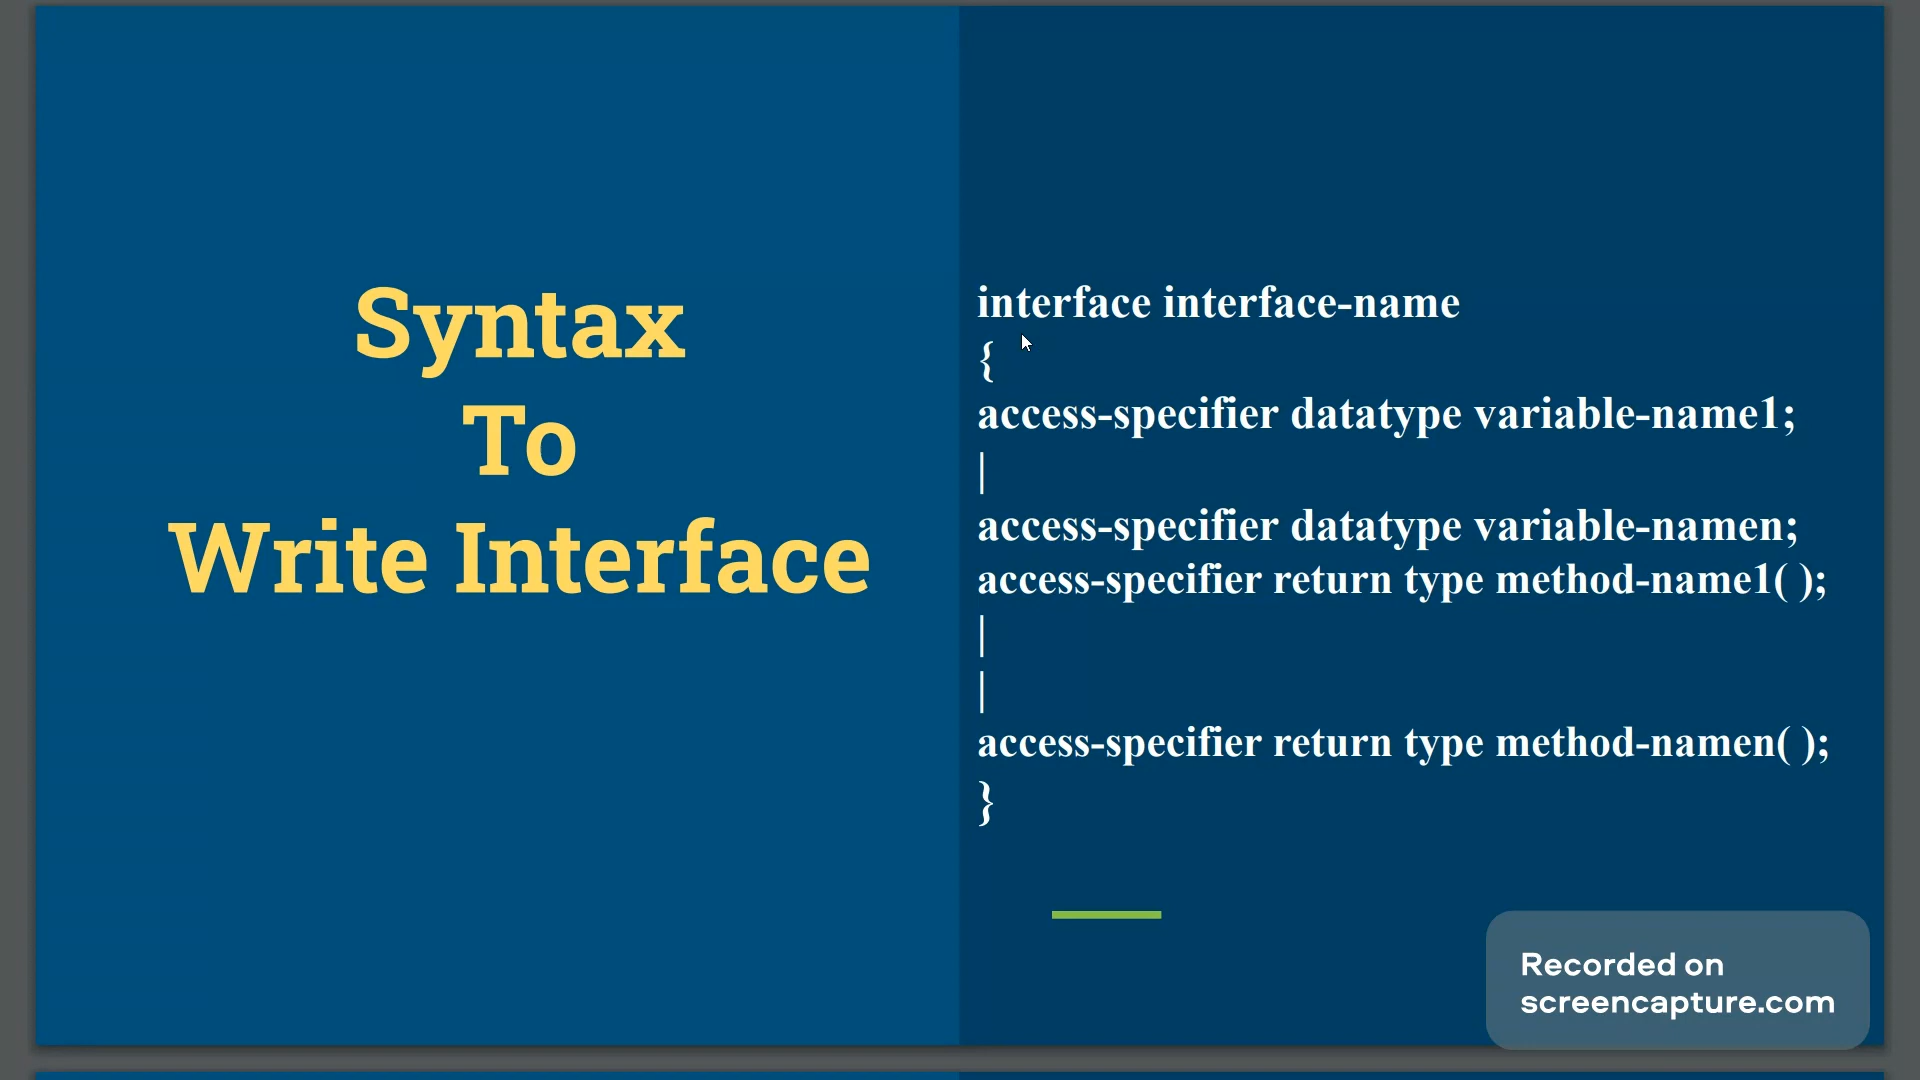 Syntax
To
Write Interface
interface interface-name
{
access-specifier datatype variable-name1;
|
access-specifier datatype variable-namen;
access-specifier return type method-name1( );
|
|
access-specifier return type method-namen( );
}
Recorded on
screencapture.com